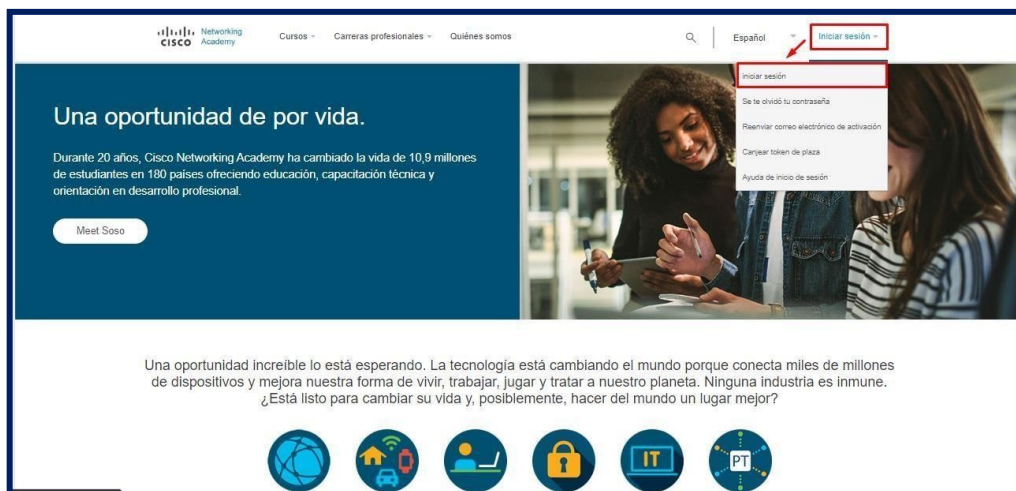 Networking
CISCO Academy
Cursos
Carreras profesionales
Quiénes somos
Español
Iniciar sesión
iniciar sesión
Se te olvidó tu contraseña
Reenviar correo electrónico de activación
Canjear token de plaza
Ayuda de inicio de sesión
Una oportunidad de por vida.
Durante 20 años, Cisco Networking Academy ha cambiado la vida de 10,9 millones
de estudiantes en 180 países ofreciendo educación, capacitación técnica y
orientación en desarrollo profesional.
Meet Soso
Una oportunidad increíble lo está esperando. La tecnología está cambiando el mundo porque conecta miles de millones
de dispositivos y mejora nuestra forma de vivir, trabajar, jugar y tratar a nuestro planeta. Ninguna industria es inmune.
¿Está listo para cambiar su vida y, posiblemente, hacer del mundo un lugar mejor?
IT
PT